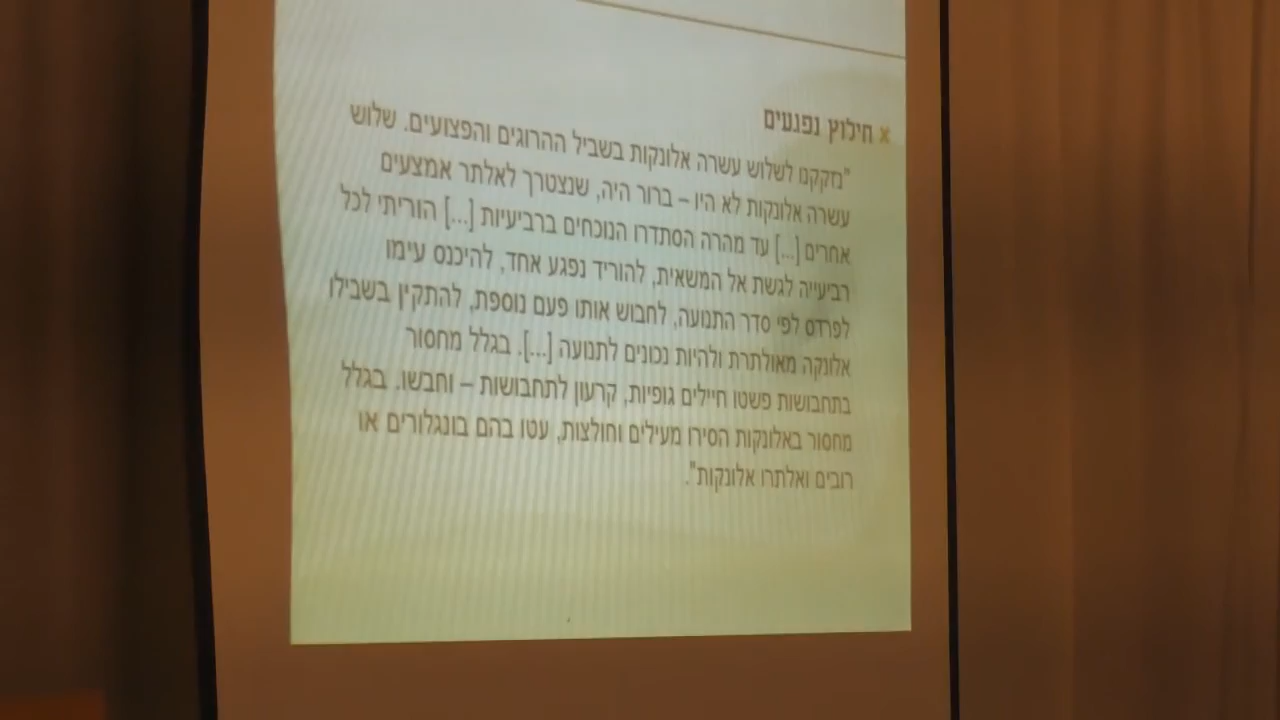 חילוץ נפגעים
"נזקקנו לשלוש עשרה אלונקות בשביל ההרוגים והפצועים. שלוש
עשרה אלונקות לא היו – ברור היה, שנצטרך לאלתר אמצעים
אחרים [...] עד מהרה הסתדרו הנוכחים ברביעיות [...] הוריתי לכל
רביעייה לגשת אל המשאית, להוריד נפגע אחד, להיכנס עימו
לפרדס לפי סדר התנועה, לחבוש אותו פעם נוספת, להתקין בשבילו
אלונקה מאולתרת ולהיות נכונים לתנועה [...]. בגלל מחסור
בתחבושות פשטו חיילים גופיות, קרעון לתחבושות – וחבשו. בגלל
מחסור באלונקות הסירו מעילים וחולצות, עטו בהם בונגלורים או
רובים ואלתרו אלונקות".